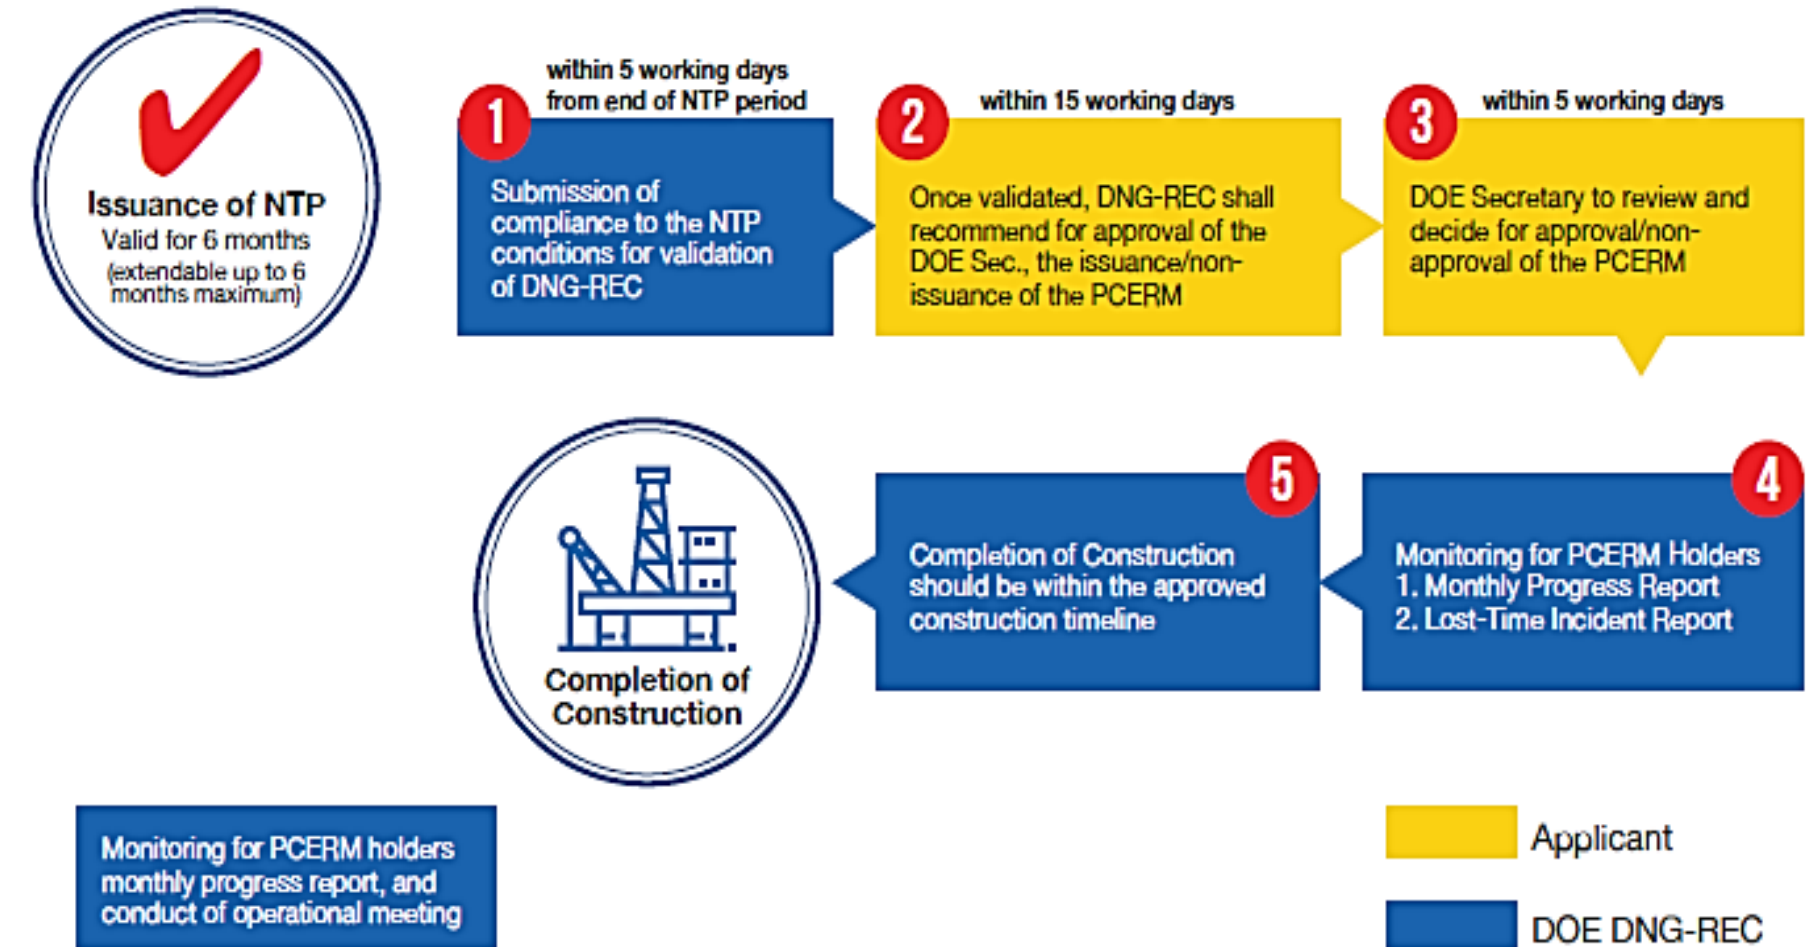 Issuance of NTP
Valid for 6 months
(extendable up to 6
months maximum)
within 5 working days
from end of NTP period
1
Submission of
compliance to the NTP
conditions for validation
of DNG-REC
within 15 working days
2
Once validated, DNG-REC shall
recommend for approval of the
DOE Sec., the issuance/non-
issuance of the PCERM
within 5 working days
3
DOE Secretary to review and
decide for approval/non-
approval of the PCERM
4
Monitoring for PCERM Holders
1. Monthly Progress Report
2. Lost-Time Incident Report
5
Completion of Construction
should be within the approved
construction timeline
Completion of
Construction
Monitoring for PCERM holders
monthly progress report, and
conduct of operational meeting
Applicant
DOE DNG-REC